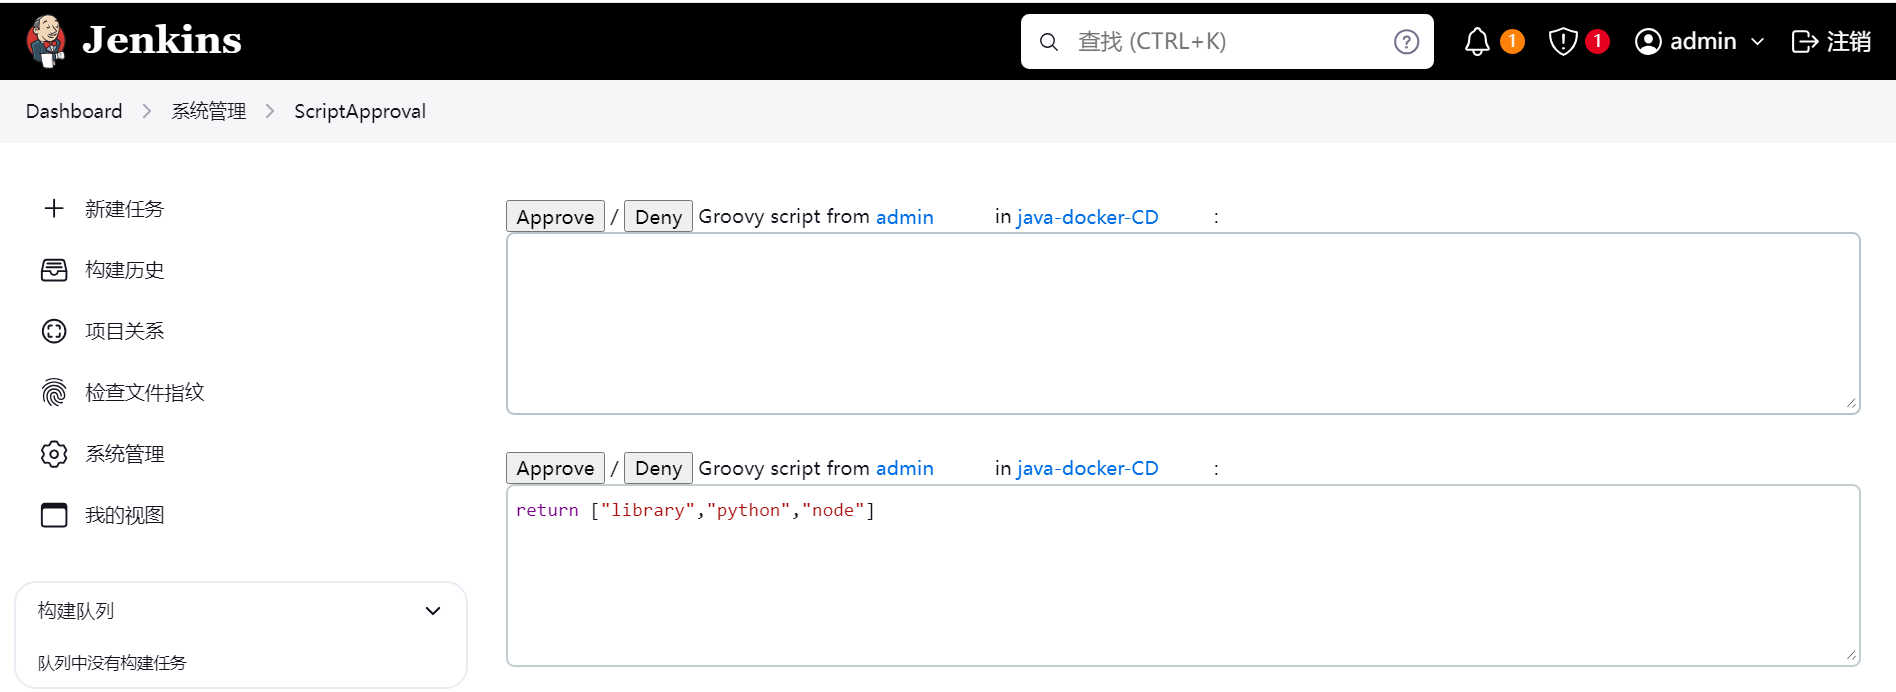 Jenkins
查找 (CTRL+K)
?
1
1
admin
注销
Dashboard
系统管理
ScriptApproval
新建任务
构建历史
项目关系
检查文件指纹
系统管理
我的视图
构建队列
队列中没有构建任务
Approve / Deny Groovy script from admin in java-docker-CD :
Approve / Deny Groovy script from admin in java-docker-CD :
return ["library","python","node"]